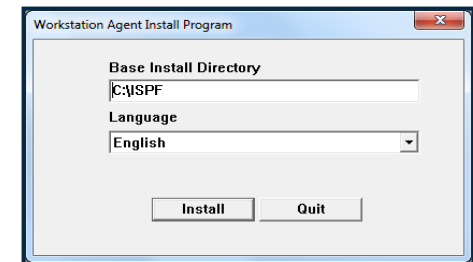 Workstation Agent Install Program
Base Install Directory
C:\ISPF
Language
English
Install Quit